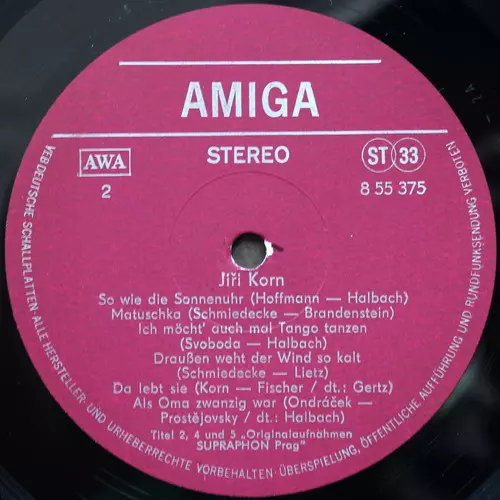 AMIGA
AWA
STEREO
ST 33
2
8 55 375
Jiří Korn
So wie die Sonnenuhr (Hoffmann — Halbach)
Matuschka (Schmiedecke — Brandenstein)
Ich möcht' auch mal Tango tanzen
(Svoboda — Halbach)
Draußen weht der Wind so kalt
(Schmiedecke — Lietz)
Da lebt sie (Korn — Fischer / dt.: Gertz)
Als Oma zwanzig war (Ondráček —
Prostějovsky / dt.: Halbach)
Titel 2, 4 und 5 „Originalaufnahmen
SUPRAPHON Prag“
VEB DEUTSCHE SCHALLPLATTEN · ALLE HERSTELLER- UND URHEBERRECHTE VORBEHALTEN · ÜBERSPIELUNG, ÖFFENTLICHE AUFFÜHRUNG UND RUNDFUNKSENDUNG VERBOTEN